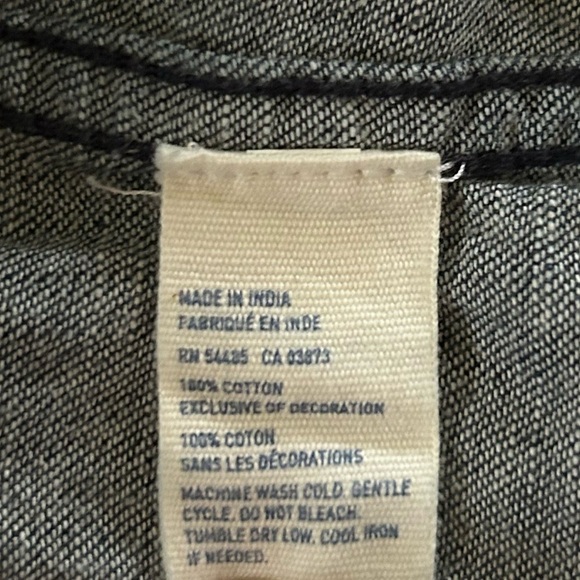 MADE IN INDIA
FABRIQUÉ EN INDE
RN 54485 CA 03873
100% COTTON
EXCLUSIVE OF DECORATION
100% COTON
SANS LES DÉCORATIONS
MACHINE WASH COLD. GENTLE
CYCLE. DO NOT BLEACH.
TUMBLE DRY LOW. COOL IRON
IF NEEDED.